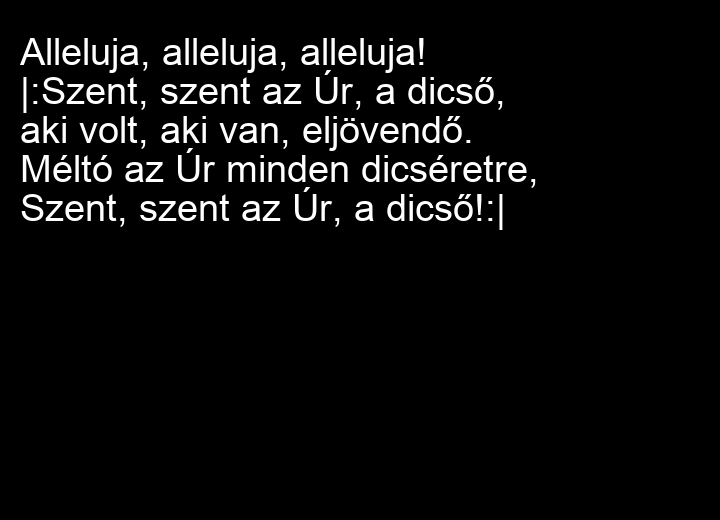 Alleluja, alleluja, alleluja!
|:Szent, szent az Úr, a dicső,
aki volt, aki van, eljövendő.
Méltó az Úr minden dicséretre,
Szent, szent az Úr, a dicső!:|